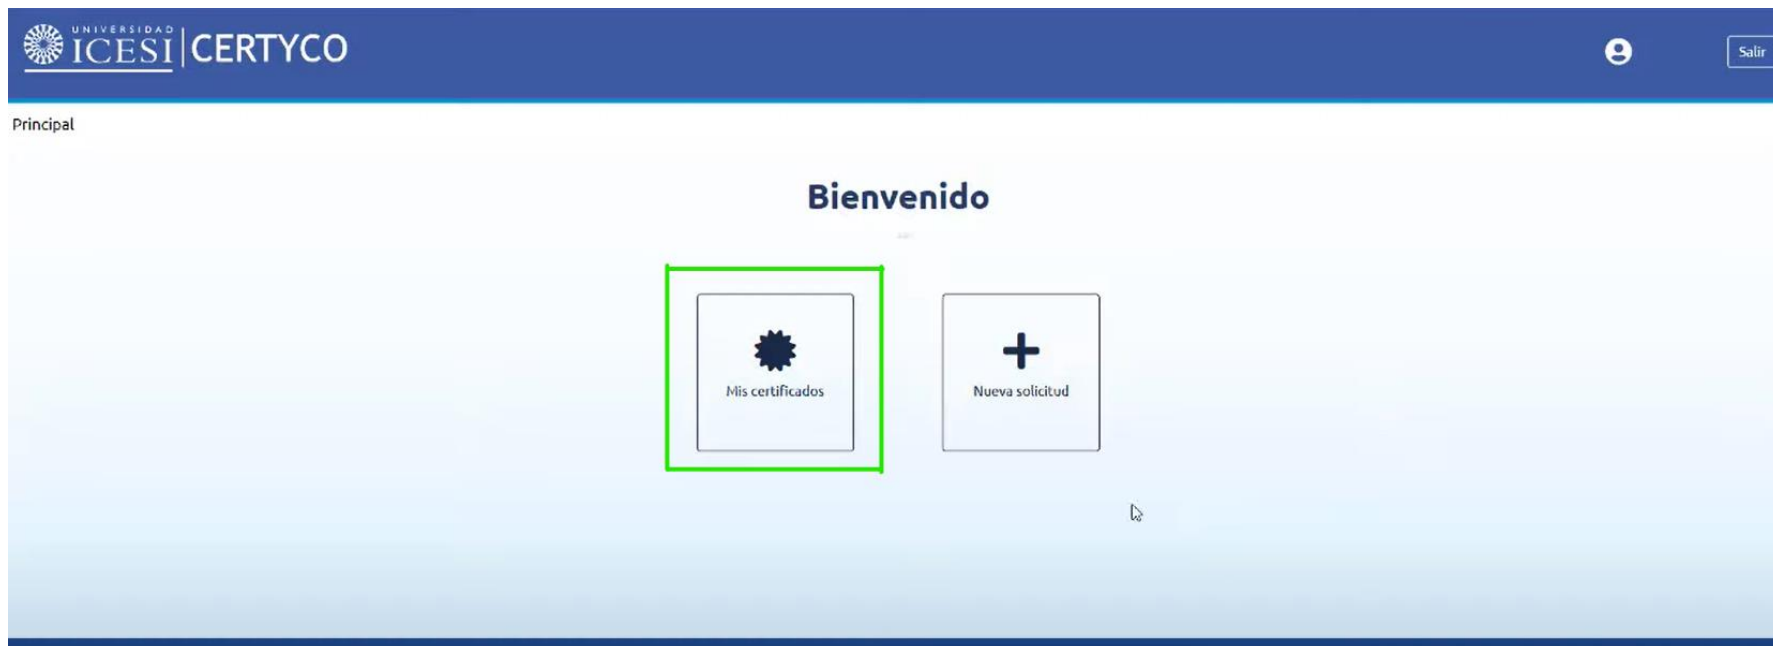 UNIVERSIDAD
ICESI CERTYCO
Salir
Principal
Bienvenido
Mis certificados
Nueva solicitud